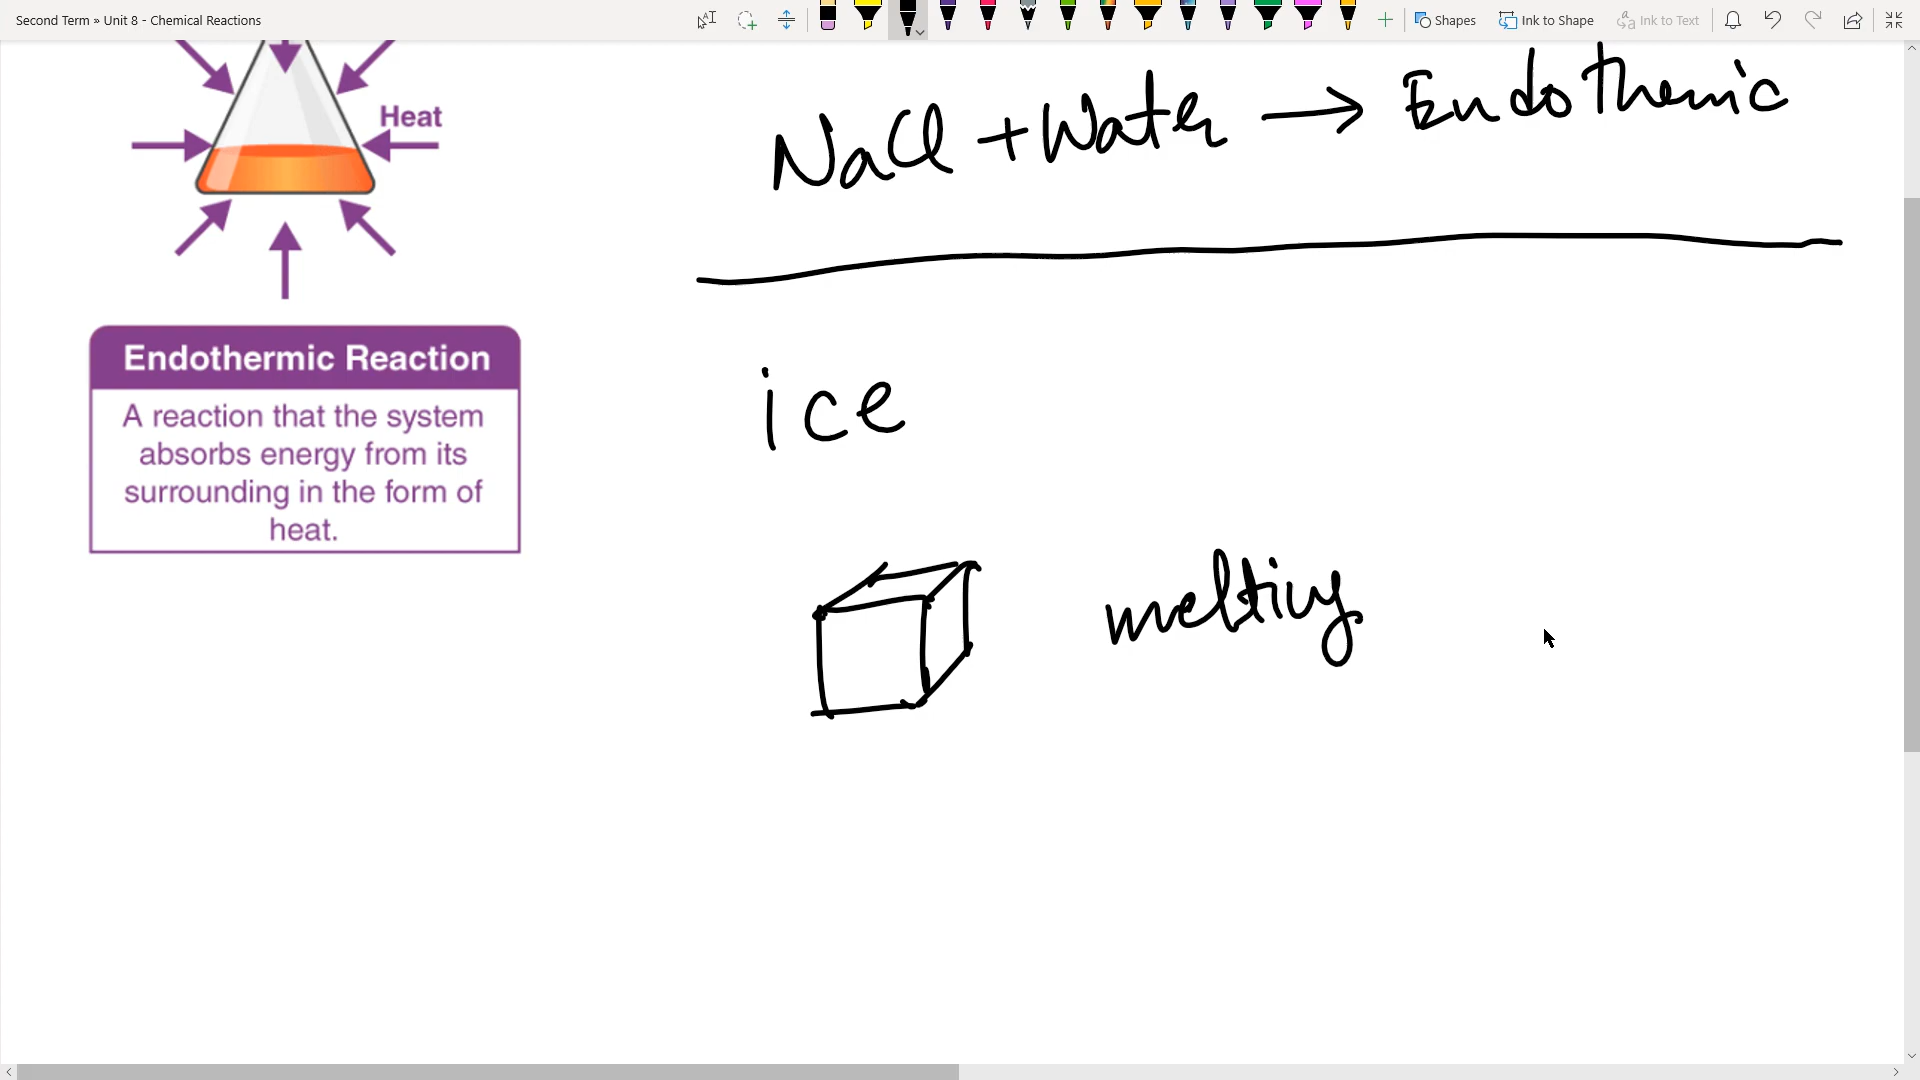 Second Term » Unit 8 - Chemical Reactions
Shapes
Ink to Shape
Ink to Text
Heat
NaCl + Water → Endothermic
Endothermic Reaction
A reaction that the system
absorbs energy from its
surrounding in the form of
heat.
ice
melting